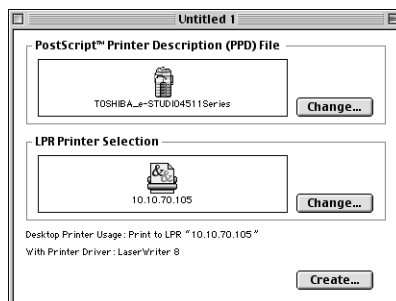 Untitled 1
PostScript™ Printer Description (PPD) File
TOSHIBA_e-STUDIO4511Series
Change...
LPR Printer Selection
10.10.70.105
Change...
Desktop Printer Usage: Print to LPR “10.10.70.105”
With Printer Driver: LaserWriter 8
Create...